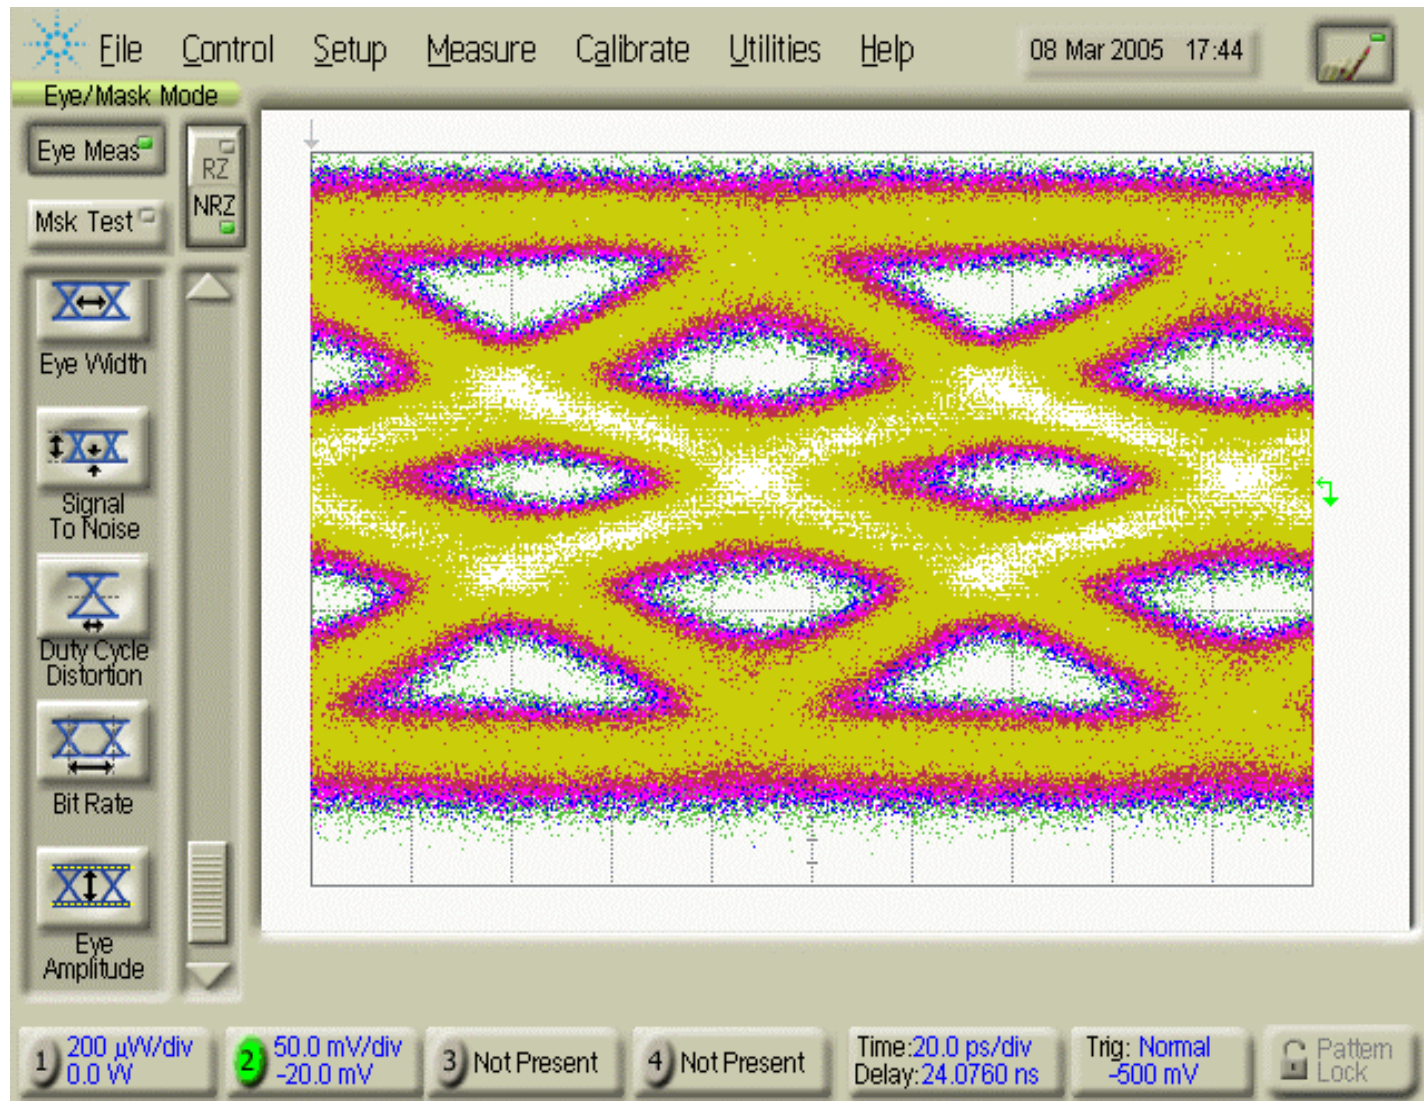 File Control Setup Measure Calibrate Utilities Help 08 Mar 2005 17:44
Eye/Mask Mode
Eye Meas
RZ
NRZ
Msk Test
Eye Width
Signal
To Noise
Duty Cycle
Distortion
Bit Rate
Eye
Amplitude
1 200 µW/div
0.0 W
2 50.0 mV/div
-20.0 mV
3 Not Present
4 Not Present
Time:20.0 ps/div
Delay:24.0760 ns
Trig: Normal
-500 mV
Pattern
Lock